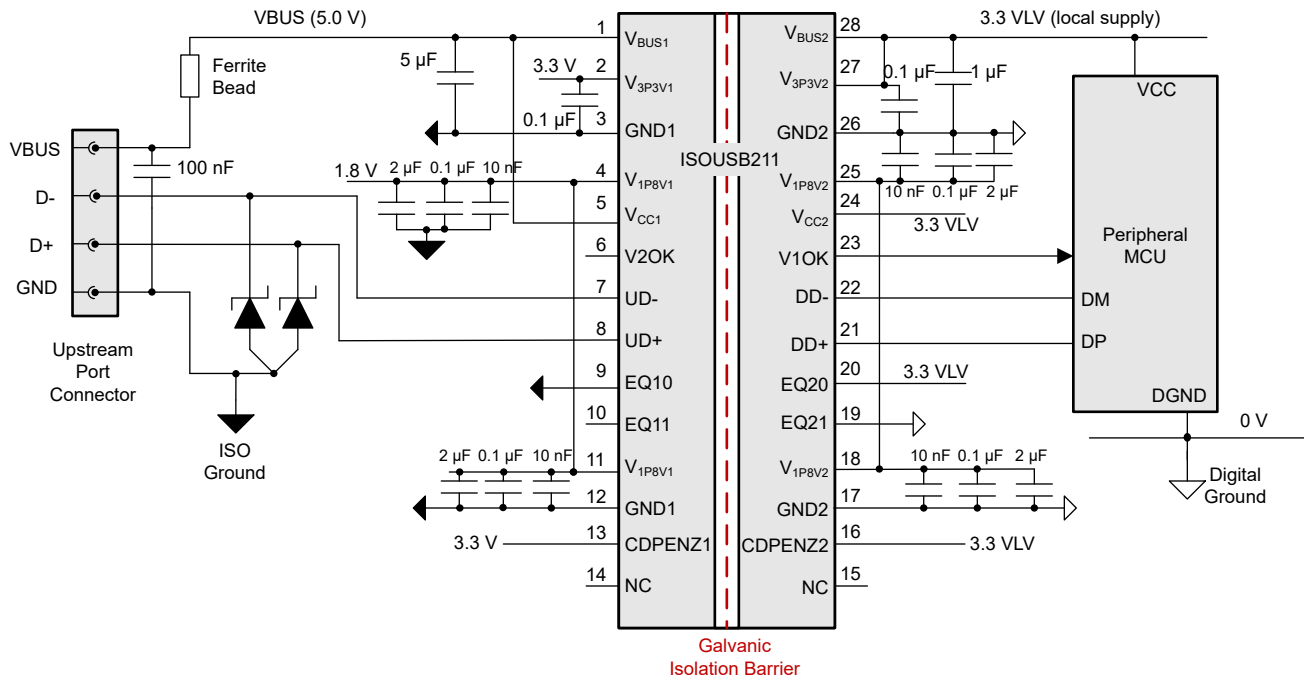 VBUS (5.0 V)
3.3 VLV (local supply)
1
VBUS1
VBUS2
28
Ferrite
Bead
5 µF
3.3 V
2
V3P3V1
V3P3V2
27
0.1 µF
1 µF
VCC
0.1 µF
3
GND1
GND2
26
VBUS
100 nF
ISOUSB211
1.8 V
2 µF
0.1 µF
10 nF
4
V1P8V1
V1P8V2
25
10 nF
0.1 µF
2 µF
D-
5
VCC1
VCC2
24
3.3 VLV
D+
6
V2OK
V1OK
23
Peripheral
MCU
GND
7
UD-
DD-
22
DM
8
UD+
DD+
21
DP
Upstream
Port
Connector
9
EQ10
EQ20
20
3.3 VLV
DGND
ISO
Ground
10
EQ11
EQ21
19
0 V
2 µF
0.1 µF
10 nF
11
V1P8V1
V1P8V2
18
10 nF
0.1 µF
2 µF
Digital
Ground
12
GND1
GND2
17
3.3 V
13
CDPENZ1
CDPENZ2
16
3.3 VLV
14
NC
NC
15
Galvanic
Isolation Barrier